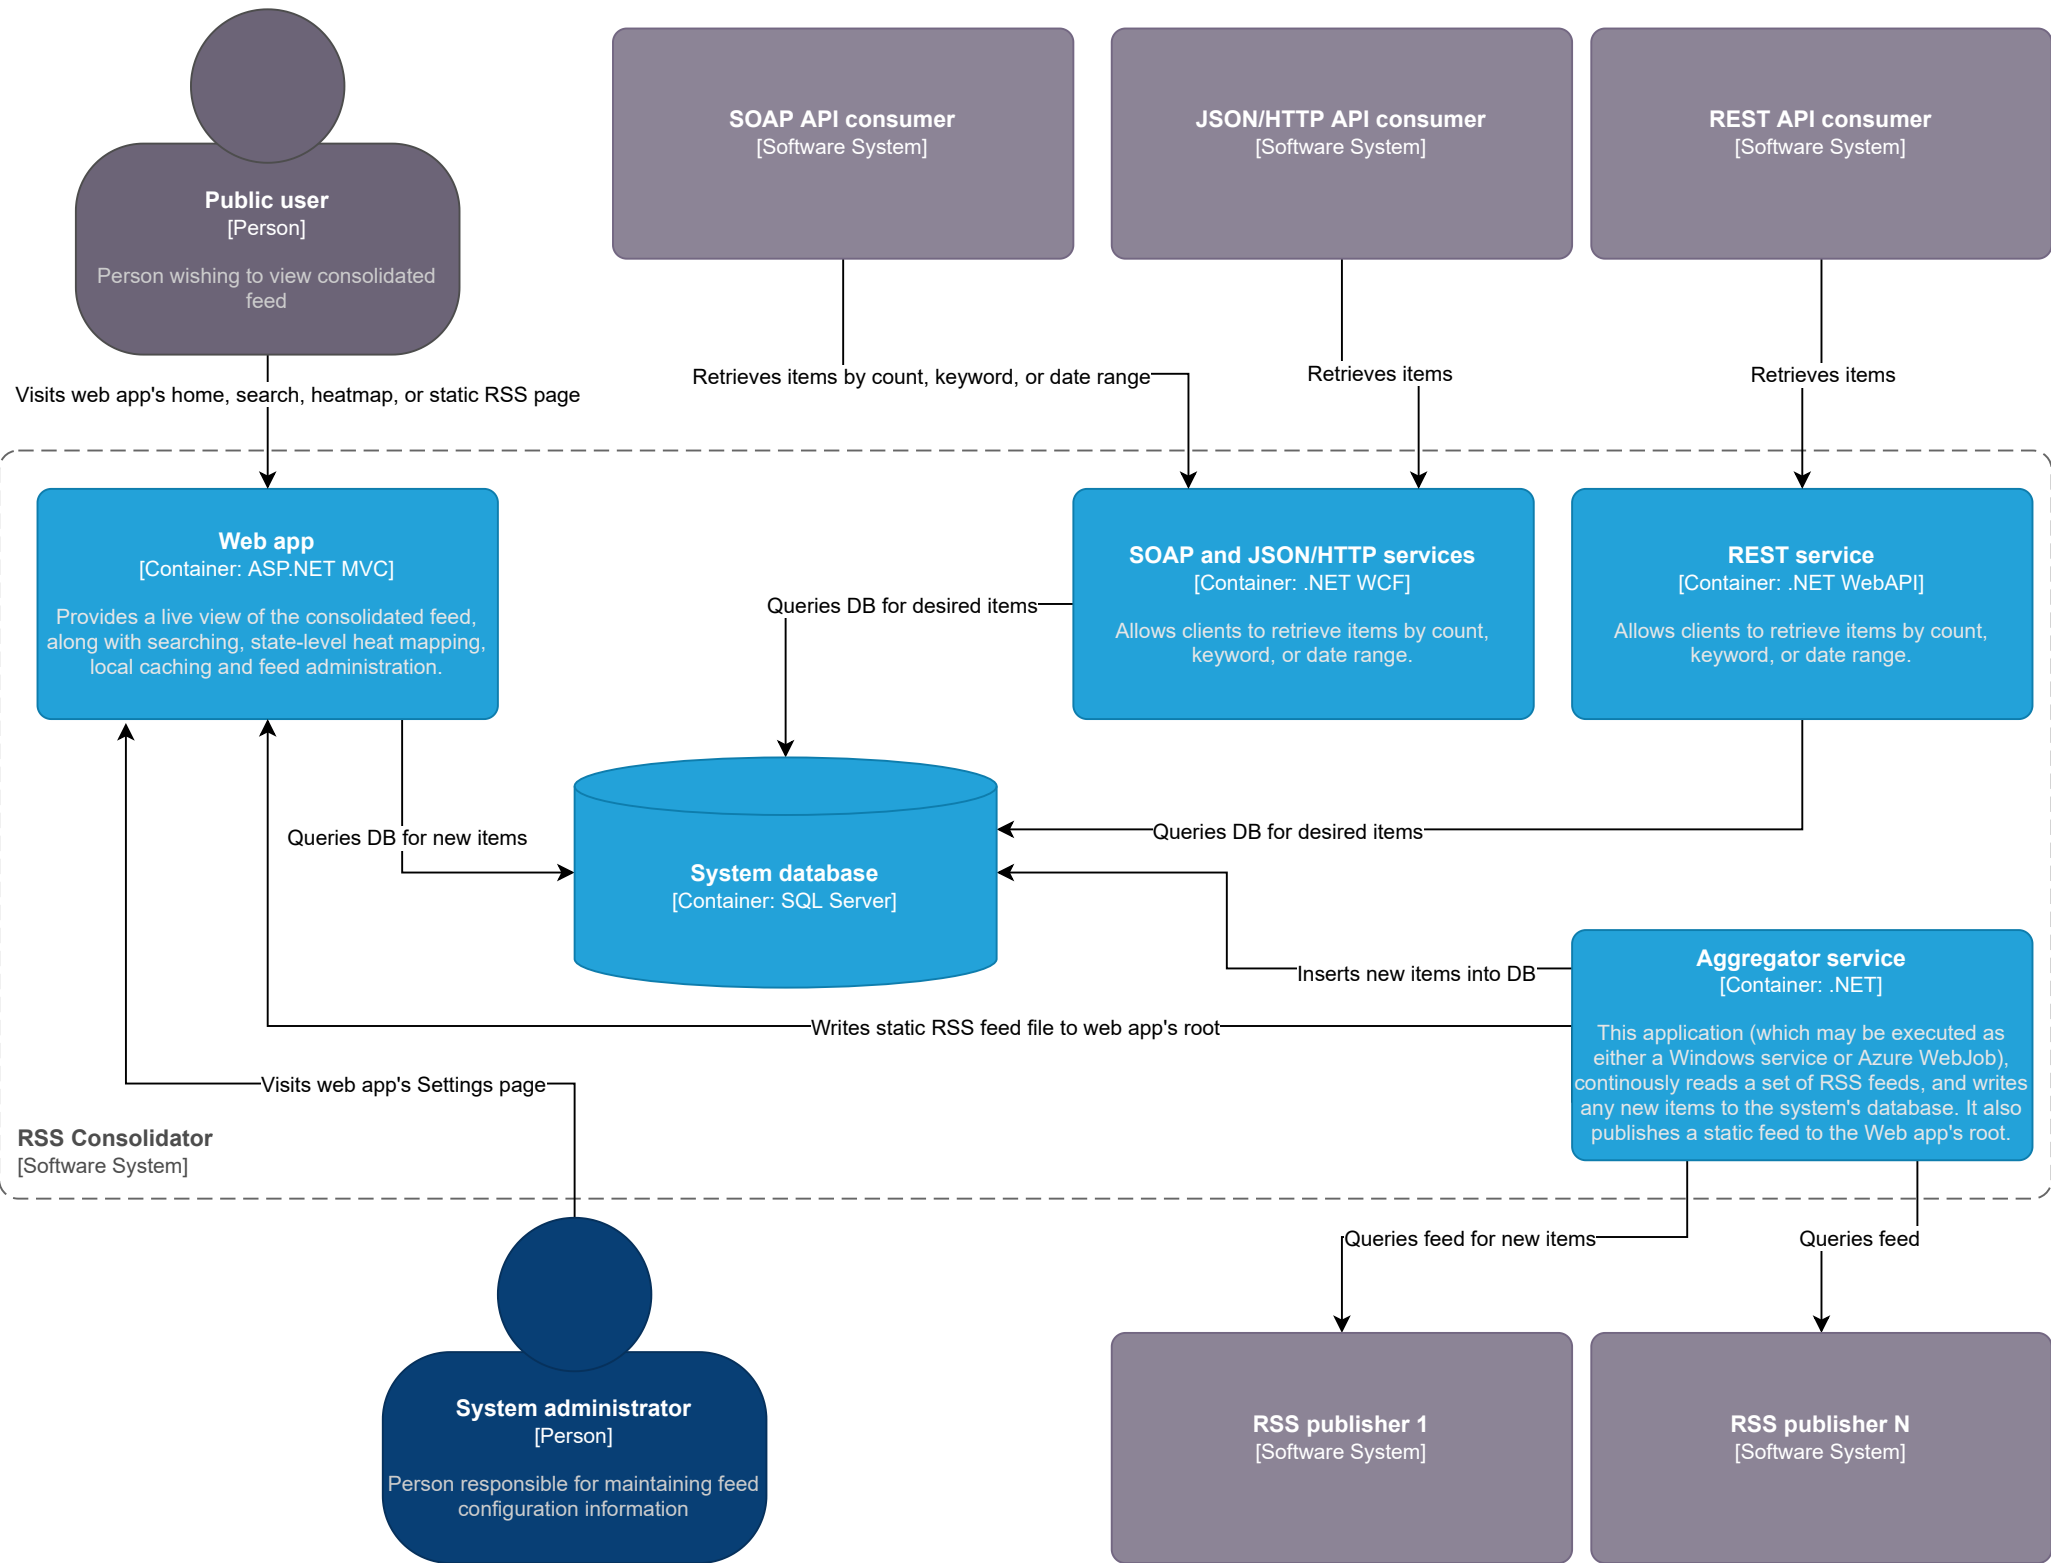 Public user
[Person]
Person wishing to view consolidated
feed
SOAP API consumer
[Software System]
JSON/HTTP API consumer
[Software System]
REST API consumer
[Software System]
Visits web app's home, search, heatmap, or static RSS page
Retrieves items by count, keyword, or date range
Retrieves items
Retrieves items
Web app
[Container: ASP.NET MVC]
Provides a live view of the consolidated feed,
along with searching, state-level heat mapping,
local caching and feed administration.
SOAP and JSON/HTTP services
[Container: .NET WCF]
Allows clients to retrieve items by count,
keyword, or date range.
REST service
[Container: .NET WebAPI]
Allows clients to retrieve items by count,
keyword, or date range.
Queries DB for desired items
Queries DB for new items
Queries DB for desired items
System database
[Container: SQL Server]
Inserts new items into DB
Writes static RSS feed file to web app's root
Aggregator service
[Container: .NET]
This application (which may be executed as
either a Windows service or Azure WebJob),
continously reads a set of RSS feeds, and writes
any new items to the system's database. It also
publishes a static feed to the Web app's root.
Visits web app's Settings page
RSS Consolidator
[Software System]
Queries feed for new items
Queries feed
System administrator
[Person]
Person responsible for maintaining feed
configuration information
RSS publisher 1
[Software System]
RSS publisher N
[Software System]